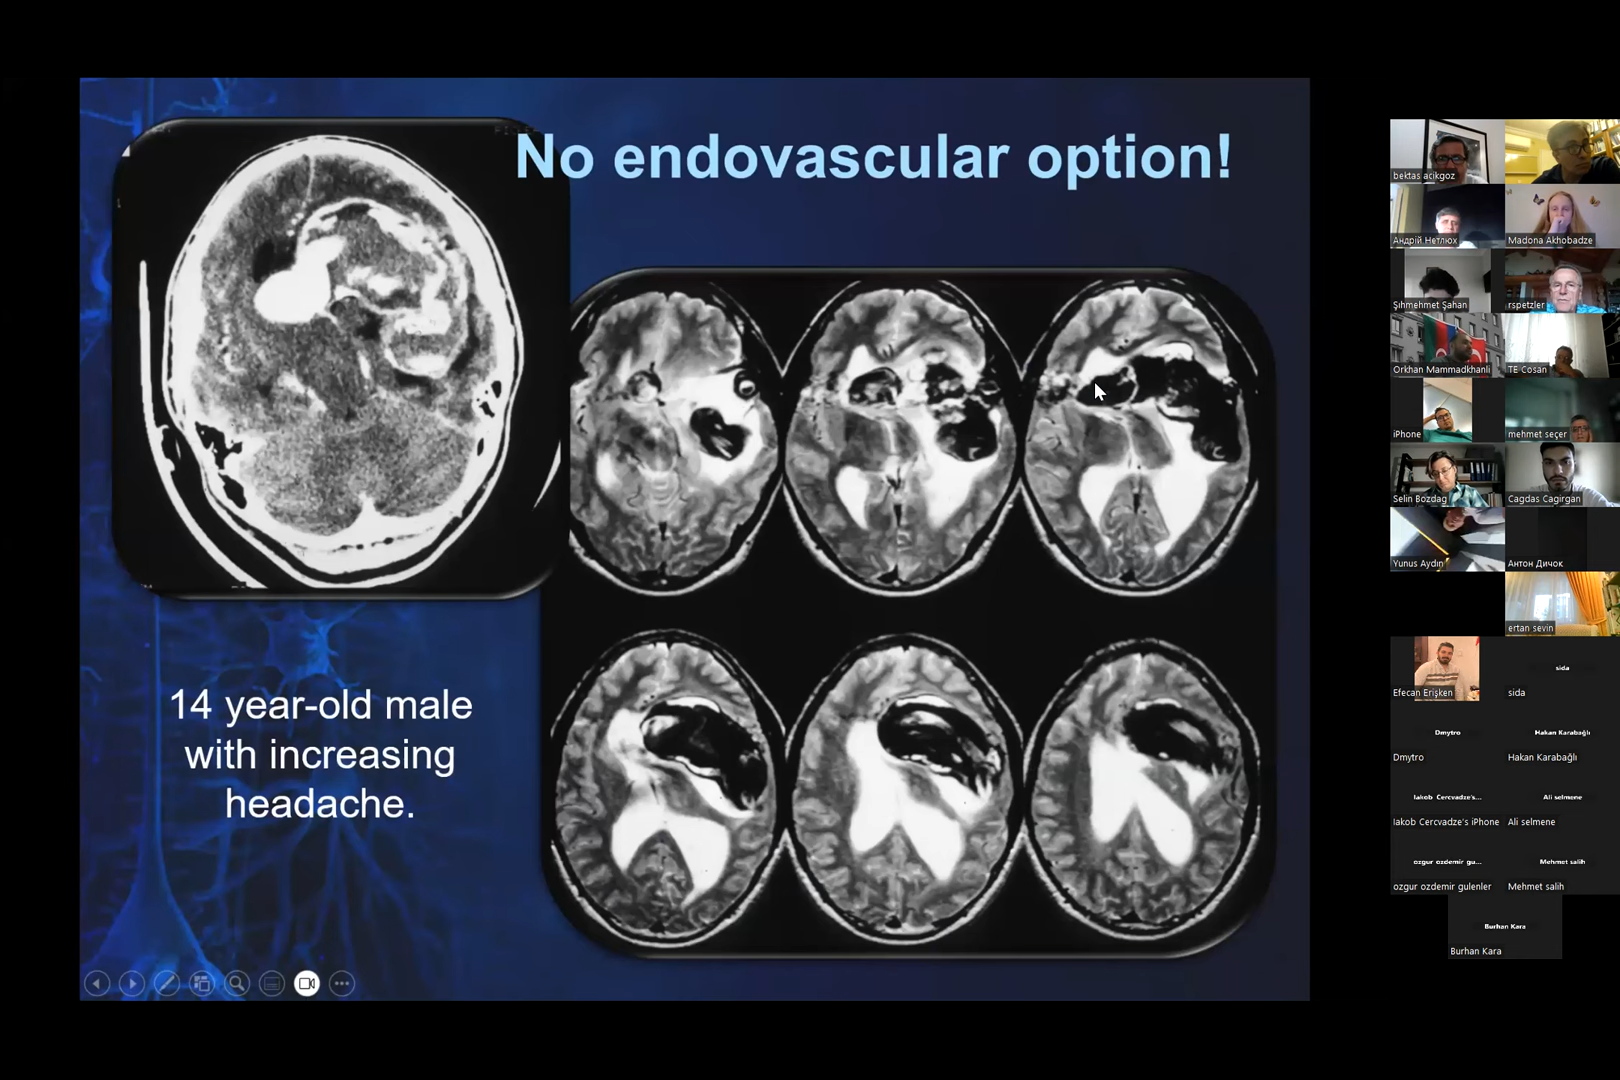 No endovascular option!
14 year-old male
with increasing
headache.
bektas acikgoz
Андрій Нетлюх
Madona Akhobadze
Şıhmehmet Şahan
rspetzler
Orkhan Mammadkhanli
TE Cosan
iPhone
mehmet seçer
Selin Bozdag
Cagdas Cagirgan
Yunus Aydın
Антон Дичок
ertan sevin
Efecan Erişken
sida
sida
Dmytro
Hakan Karabağlı
Dmytro
Hakan Karabağlı
Iakob Cercvadze's...
Ali selmene
Iakob Cercvadze's iPhone
Ali selmene
ozgur ozdemir gu...
Mehmet salih
ozgur ozdemir gulenler
Mehmet salih
Burhan Kara
Burhan Kara